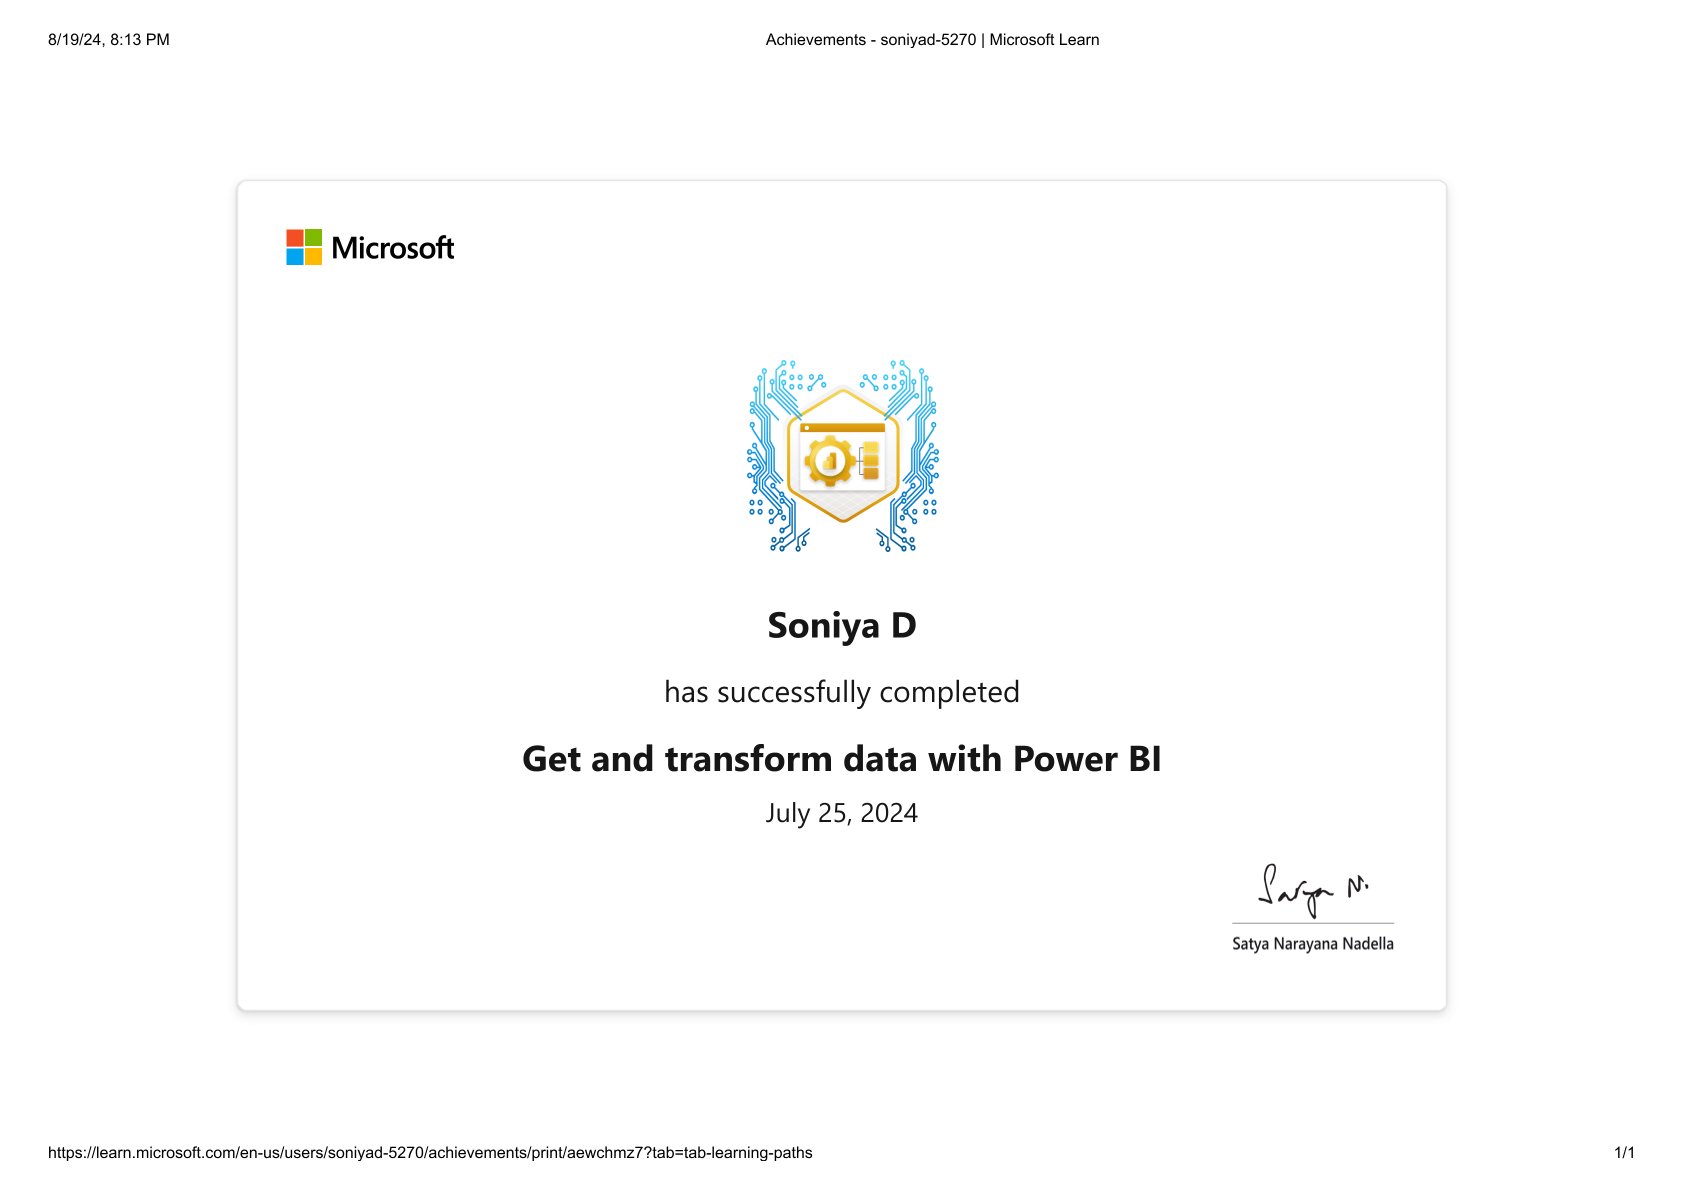 8/19/24, 8:13 PM
Achievements - soniyad-5270 | Microsoft Learn
Microsoft
Soniya D
has successfully completed
Get and transform data with Power BI
July 25, 2024
Satya N.
Satya Narayana Nadella
https://learn.microsoft.com/en-us/users/soniyad-5270/achievements/print/aewchmz7?tab=tab-learning-paths
1/1